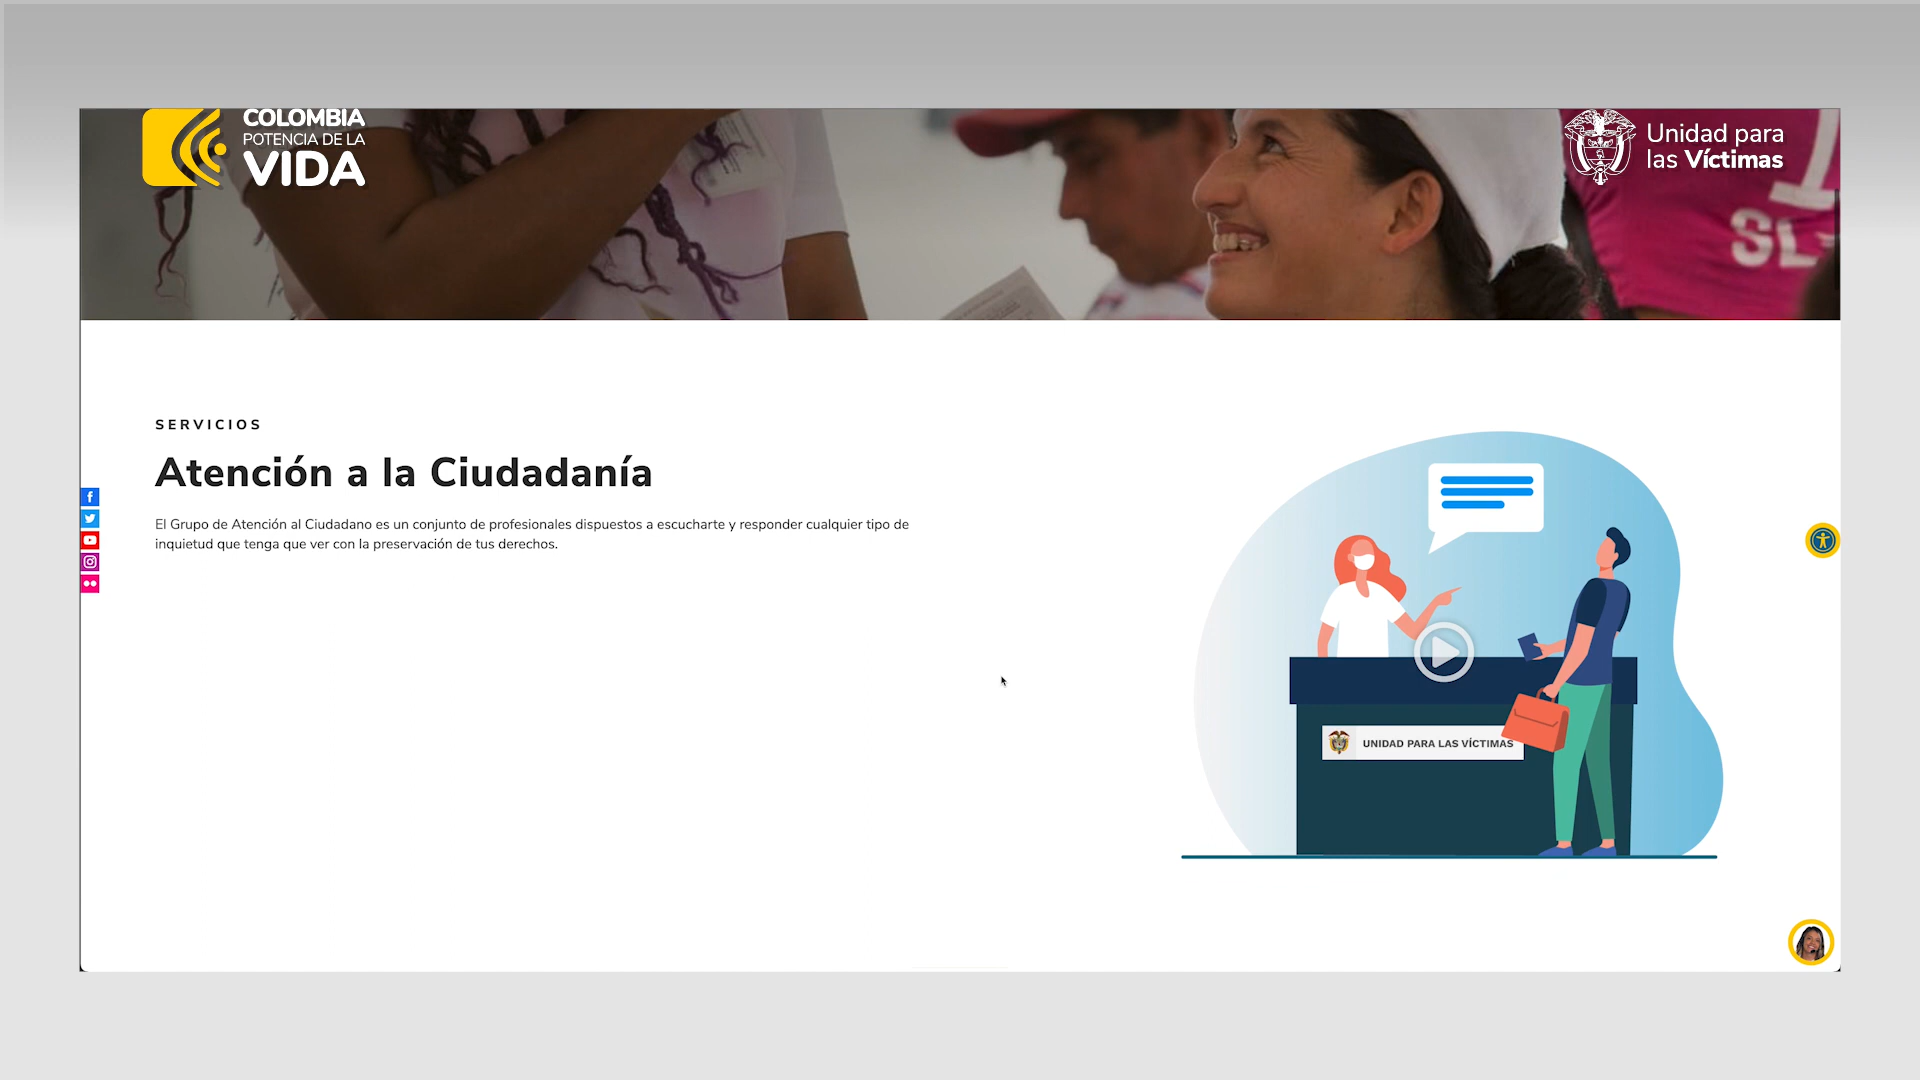 COLOMBIA
POTENCIA DE LA
VIDA
Unidad para
las Víctimas
SL
SERVICIOS
Atención a la Ciudadanía
El Grupo de Atención al Ciudadano es un conjunto de profesionales dispuestos a escucharte y responder cualquier tipo de
inquietud que tenga que ver con la preservación de tus derechos.
UNIDAD PARA LAS VÍCTIMAS